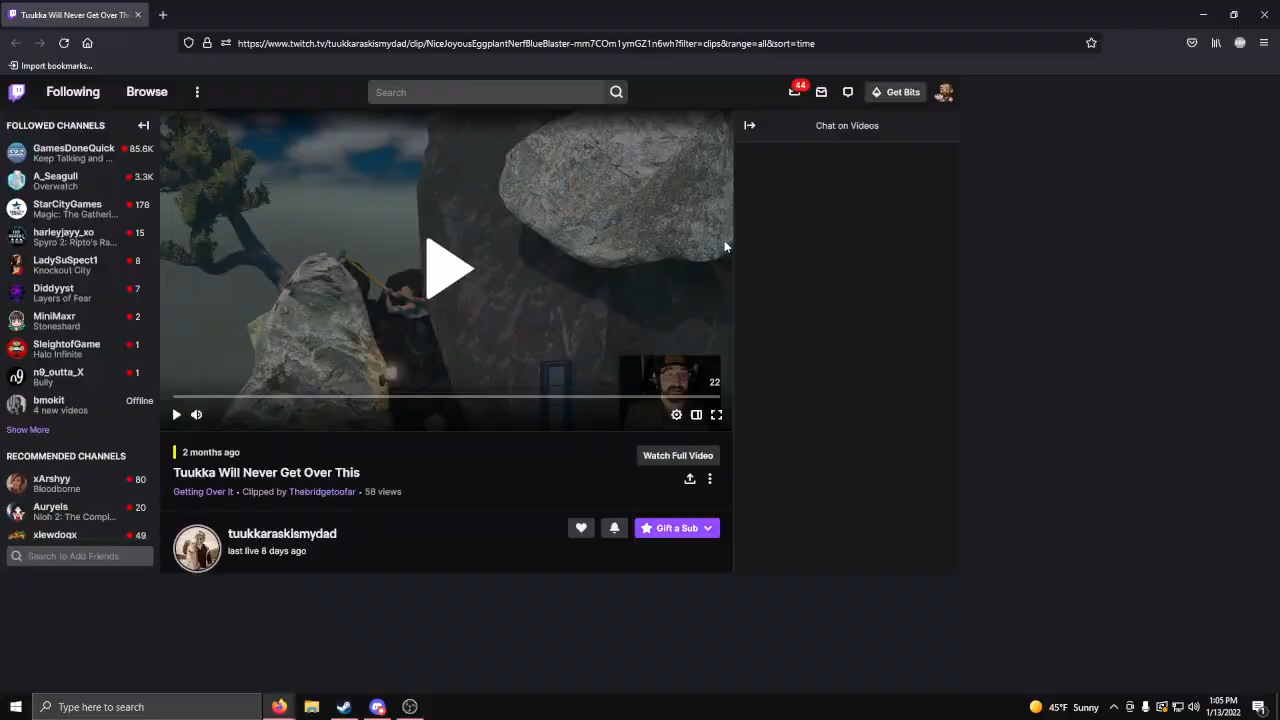 Tuukka Will Never Get Over Th
https://www.twitch.tv/tuukkaraskismydad/clip/NiceJoyousEggplantNerfBlueBlaster-mm7COm1ymGZ1n6wh?filter=clips&range=all&sort=time
Import bookmarks...
Following
Browse
Search
44
Get Bits
FOLLOWED CHANNELS
GamesDoneQuick
85.6K
Keep Talking and ...
A_Seagull
3.3K
Overwatch
StarCityGames
178
Magic: The Gatheri...
harleyjayy_xo
15
Spyro 2: Ripto's Ra...
LadySuSpect1
8
Knockout City
Diddyyst
7
Layers of Fear
MiniMaxr
2
Stoneshard
SleightofGame
1
Halo Infinite
n9_outta_X
1
Bully
bmokit
Offline
4 new videos
Show More
RECOMMENDED CHANNELS
xArshyy
80
Bloodborne
Auryels
20
Nioh 2: The Compl...
xlewdogx
49
Search to Add Friends
22
2 months ago
Watch Full Video
Tuukka Will Never Get Over This
Getting Over It • Clipped by Thebridgetoofar • 58 views
tuukkaraskismydad
last live 8 days ago
Gift a Sub
Chat on Videos
Type here to search
45°F Sunny
1:05 PM
1/13/2022